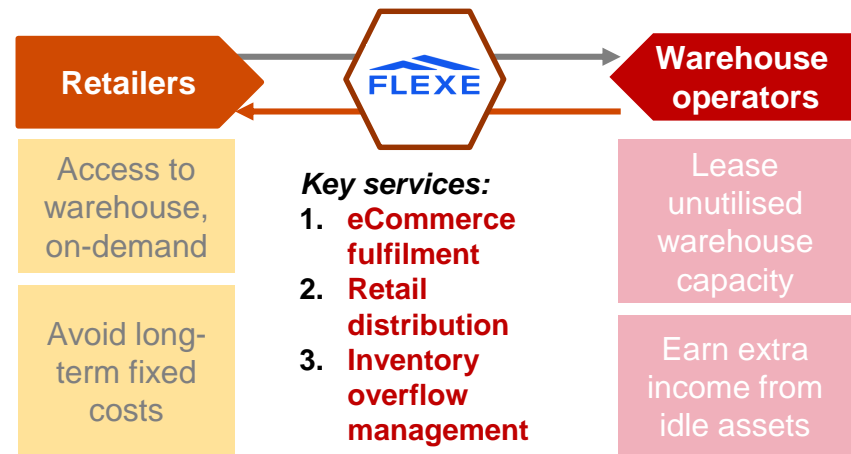 Retailers
FLEXE
Warehouse
operators
Access to
warehouse,
on-demand
Avoid long-
term fixed
costs
Key services:
1. eCommerce
fulfilment
2. Retail
distribution
3. Inventory
overflow
management
Lease
unutilised
warehouse
capacity
Earn extra
income from
idle assets